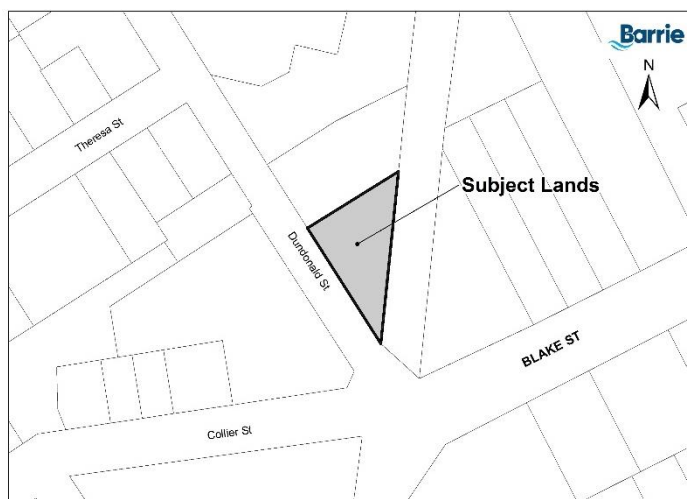 Barrie
N
Theresa St
Subject Lands
Dundonald St
BLAKE ST
Collier St